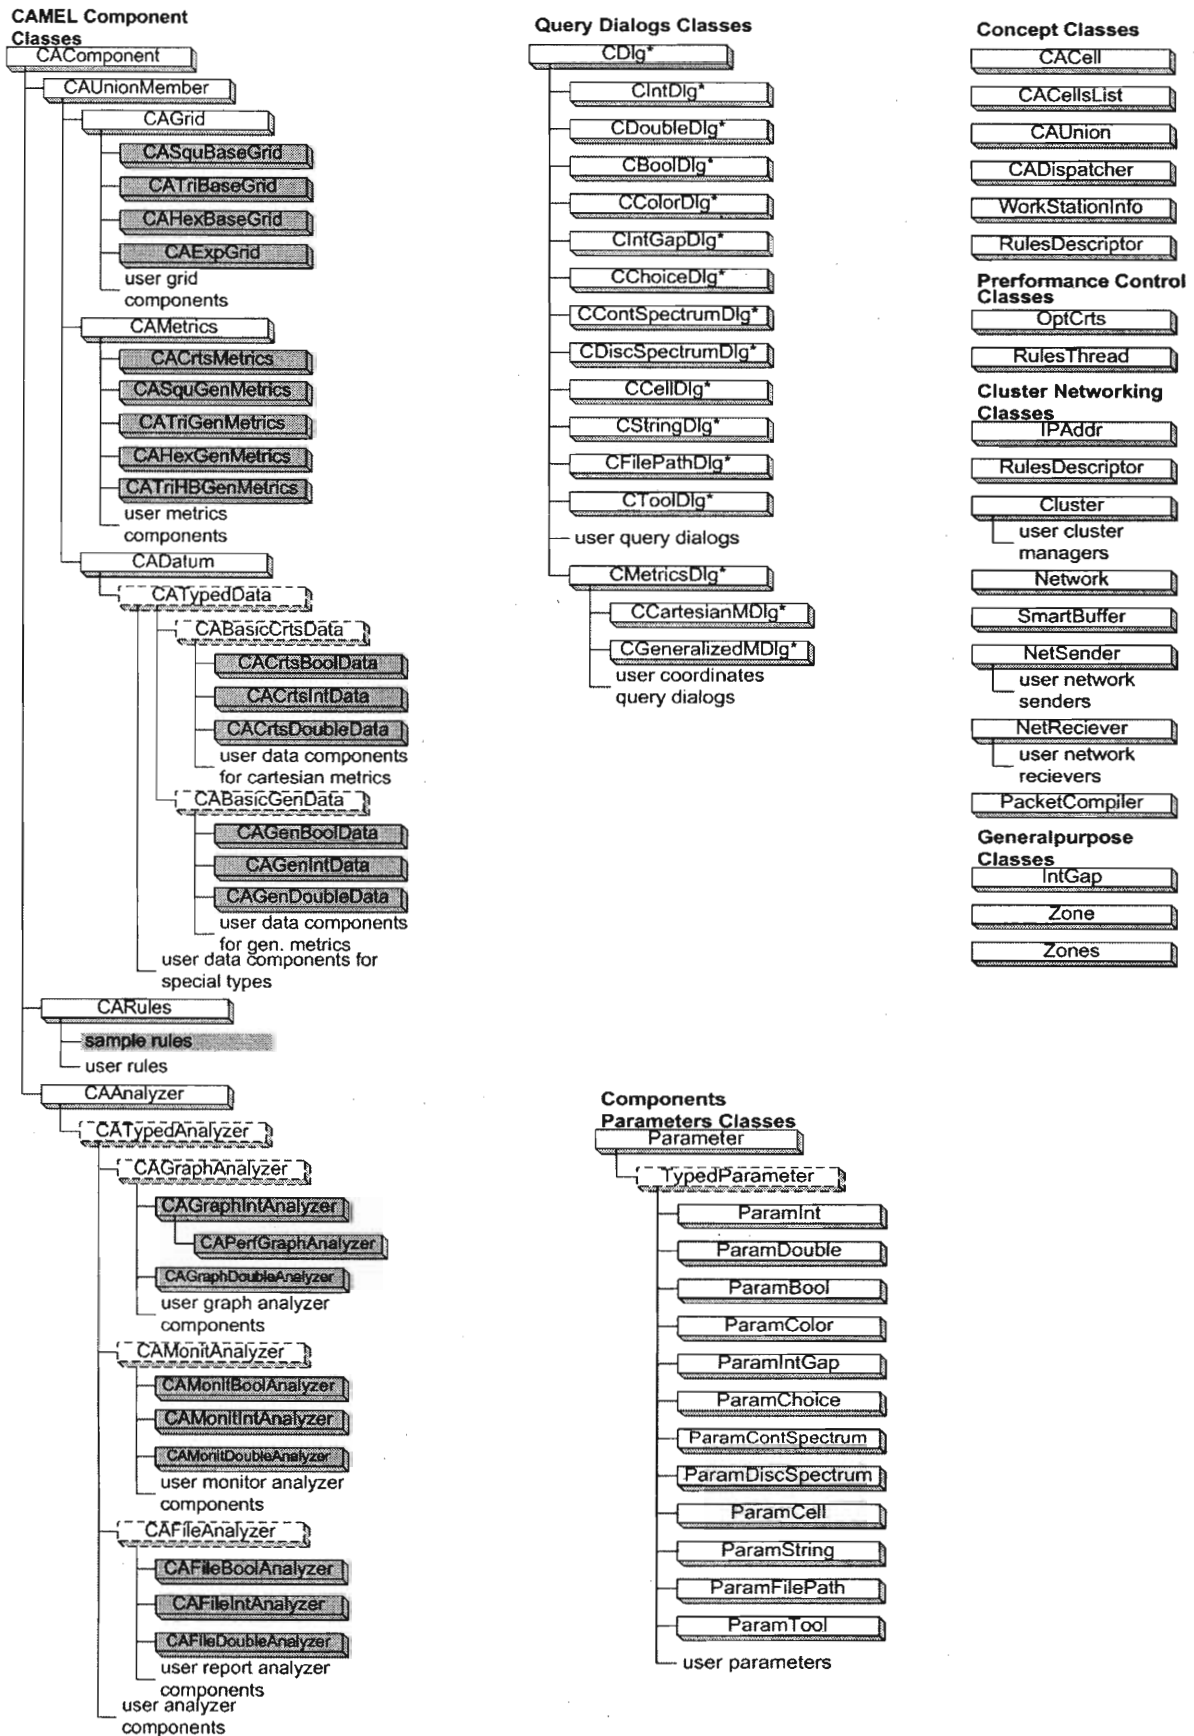 CAMEL Component
Classes
CAComponent
CAUnionMember
CAGrid
CASquBaseGrid
CATriBaseGrid
CAHexBaseGrid
CAExpGrid
user grid
components
CAMetrics
CACrtsMetrics
CASquGenMetrics
CATriGenMetrics
CAHexGenMetrics
CATriHBGenMetrics
user metrics
components
CADatum
CATypedData
CABasicCrtsData
CACrtsBoolData
CACrtsIntData
CACrtsDoubleData
user data components
for cartesian metrics
CABasicGenData
CAGenBoolData
CAGenIntData
CAGenDoubleData
user data components
for gen. metrics
user data components for
special types
CARules
sample rules
user rules
CAAnalyzer
CATypedAnalyzer
CAGraphAnalyzer
CAGraphIntAnalyzer
CAPerfGraphAnalyzer
CAGraphDoubleAnalyzer
user graph analyzer
components
CAMonitAnalyzer
CAMonitBoolAnalyzer
CAMonitIntAnalyzer
CAMonitDoubleAnalyzer
user monitor analyzer
components
CAFileAnalyzer
CAFileBoolAnalyzer
CAFileIntAnalyzer
CAFileDoubleAnalyzer
user report analyzer
components
user analyzer
components
Query Dialogs Classes
CDlg*
CIntDlg*
CDoubleDlg*
CBoolDlg*
CColorDlg*
CIntGapDlg*
CChoiceDlg*
CContSpectrumDlg*
CDiscSpectrumDlg*
CCellDlg*
CStringDlg*
CFilePathDlg*
CToolDlg*
user query dialogs
CMetricsDlg*
CCartesianMDlg*
CGeneralizedMDlg*
user coordinates
query dialogs
Components
Parameters Classes
Parameter
TypedParameter
ParamInt
ParamDouble
ParamBool
ParamColor
ParamIntGap
ParamChoice
ParamContSpectrum
ParamDiscSpectrum
ParamCell
ParamString
ParamFilePath
ParamTool
user parameters
Concept Classes
CACell
CACellsList
CAUnion
CADispatcher
WorkStationInfo
RulesDescriptor
Prerformance Control
Classes
OptCrts
RulesThread
Cluster Networking
Classes
IPAddr
RulesDescriptor
Cluster
user cluster
managers
Network
SmartBuffer
NetSender
user network
senders
NetReciever
user network
recievers
PacketCompiler
Generalpurpose
Classes
IntGap
Zone
Zones